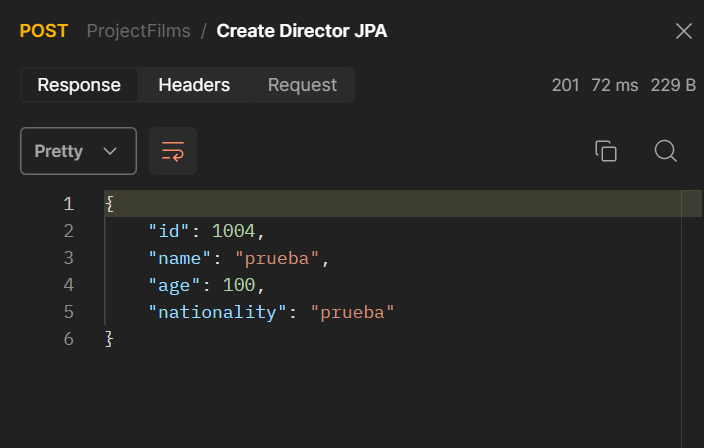 POST ProjectFilms / Create Director JPA
Response Headers Request 201 72 ms 229 B
Pretty
1 {
2 "id": 1004,
3 "name": "prueba",
4 "age": 100,
5 "nationality": "prueba"
6 }